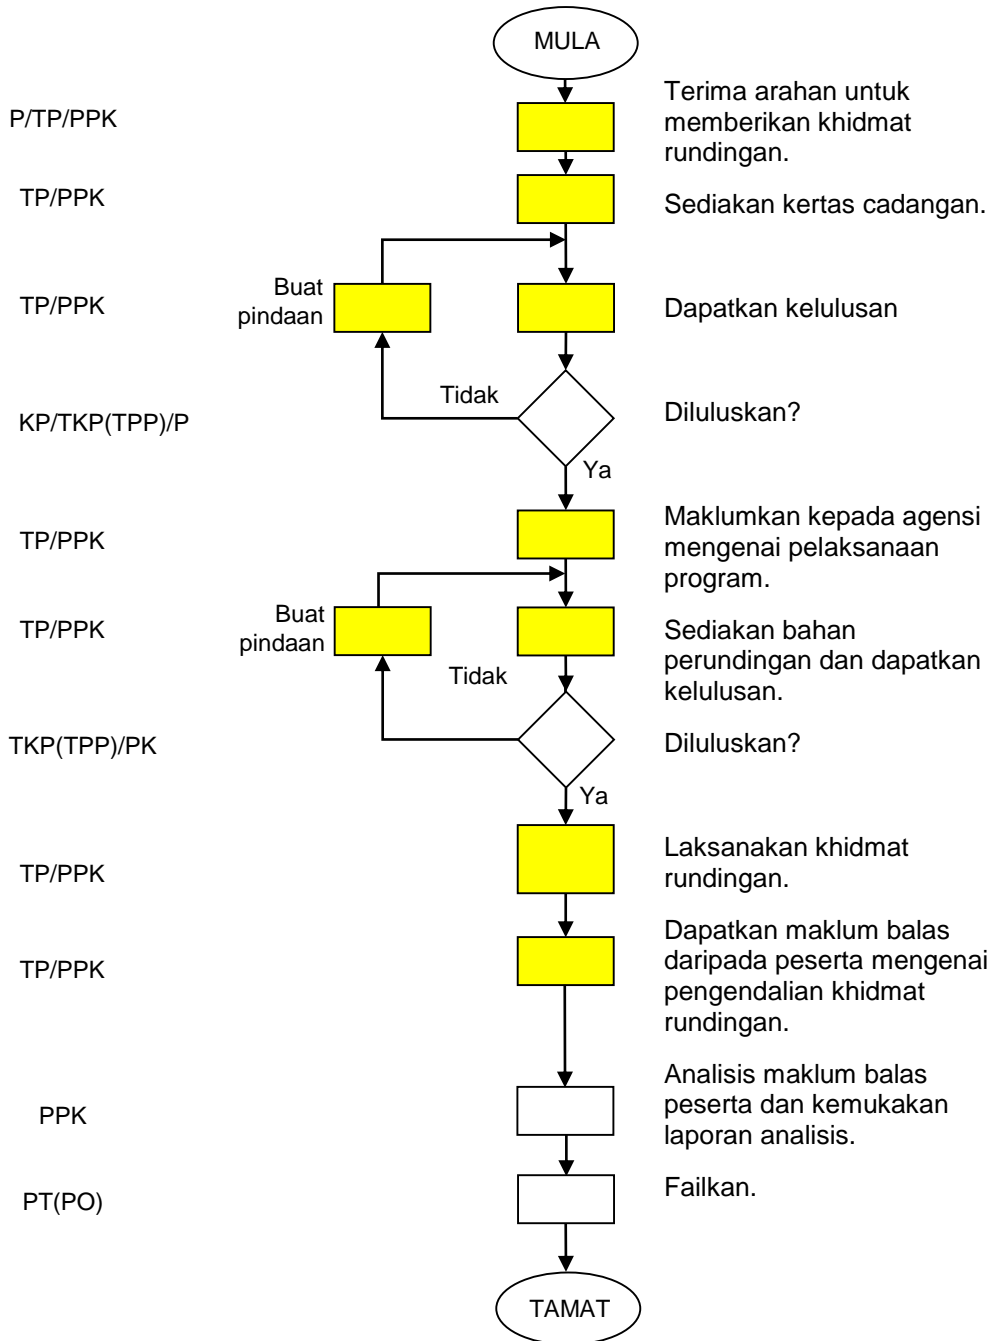 MULA
P/TP/PPK
Terima arahan untuk
memberikan khidmat
rundingan.
TP/PPK
Sediakan kertas cadangan.
TP/PPK
Buat
pindaan
Dapatkan kelulusan
Tidak
KP/TKP(TPP)/P
Diluluskan?
Ya
TP/PPK
Maklumkan kepada agensi
mengenai pelaksanaan
program.
TP/PPK
Buat
pindaan
Sediakan bahan
perundingan dan dapatkan
kelulusan.
Tidak
TKP(TPP)/PK
Diluluskan?
Ya
TP/PPK
Laksanakan khidmat
rundingan.
TP/PPK
Dapatkan maklum balas
daripada peserta mengenai
pengendalian khidmat
rundingan.
PPK
Analisis maklum balas
peserta dan kemukakan
laporan analisis.
PT(PO)
Failkan.
TAMAT